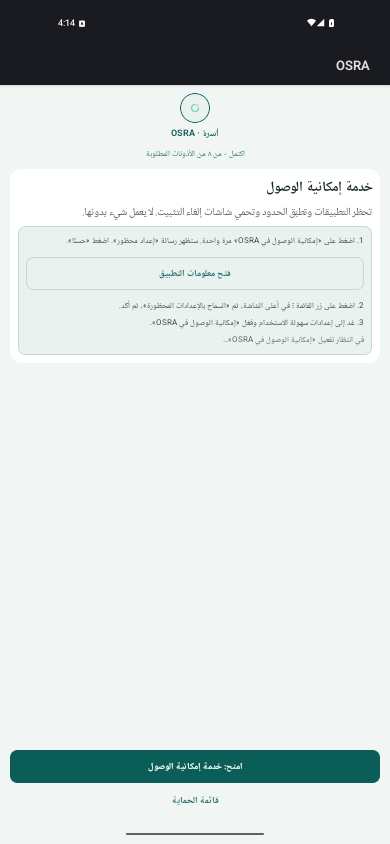 4:14
OSRA
أسرة · OSRA
اكتمل ٠ من ٨ من الأذونات المطلوبة
خدمة إمكانية الوصول
تحظر التطبيقات وتطبق الحدود وتحمي شاشات إلغاء التثبيت. لا يعمل شيء بدونها.
1. اضغط على «إمكانية الوصول في OSRA» مرة واحدة. ستظهر رسالة «إعداد محظور». اضغط «حسنًا».
فتح معلومات التطبيق
2. اضغط على زر القائمة ⋮ في أعلى الشاشة، ثم «السماح بالإعدادات المحظورة»، ثم أكد.
3. عُد إلى إعدادات سهولة الاستخدام وفعّل «إمكانية الوصول في OSRA».
في انتظار تفعيل «إمكانية الوصول في OSRA»…
امنح: خدمة إمكانية الوصول
قائمة الحماية